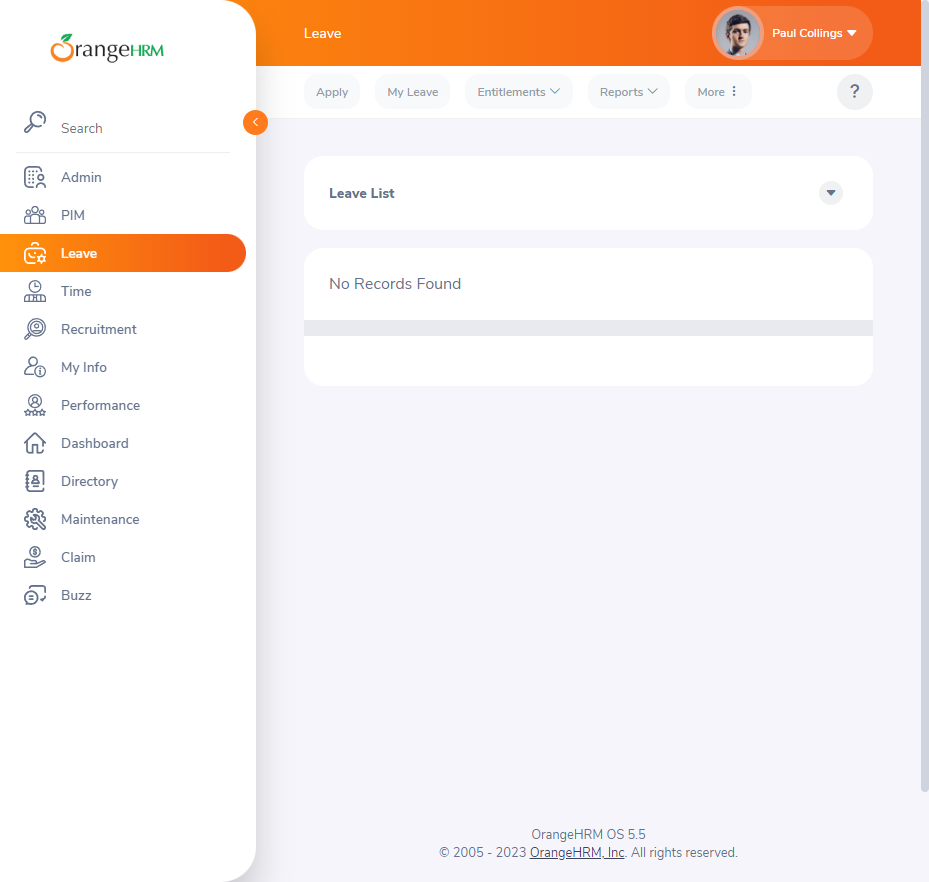 OrangeHRM
Search
Admin
PIM
Leave
Time
Recruitment
My Info
Performance
Dashboard
Directory
Maintenance
Claim
Buzz
Leave
Paul Collings
Apply
My Leave
Entitlements
Reports
More
?
Leave List
No Records Found
OrangeHRM OS 5.5
© 2005 - 2023 OrangeHRM, Inc. All rights reserved.